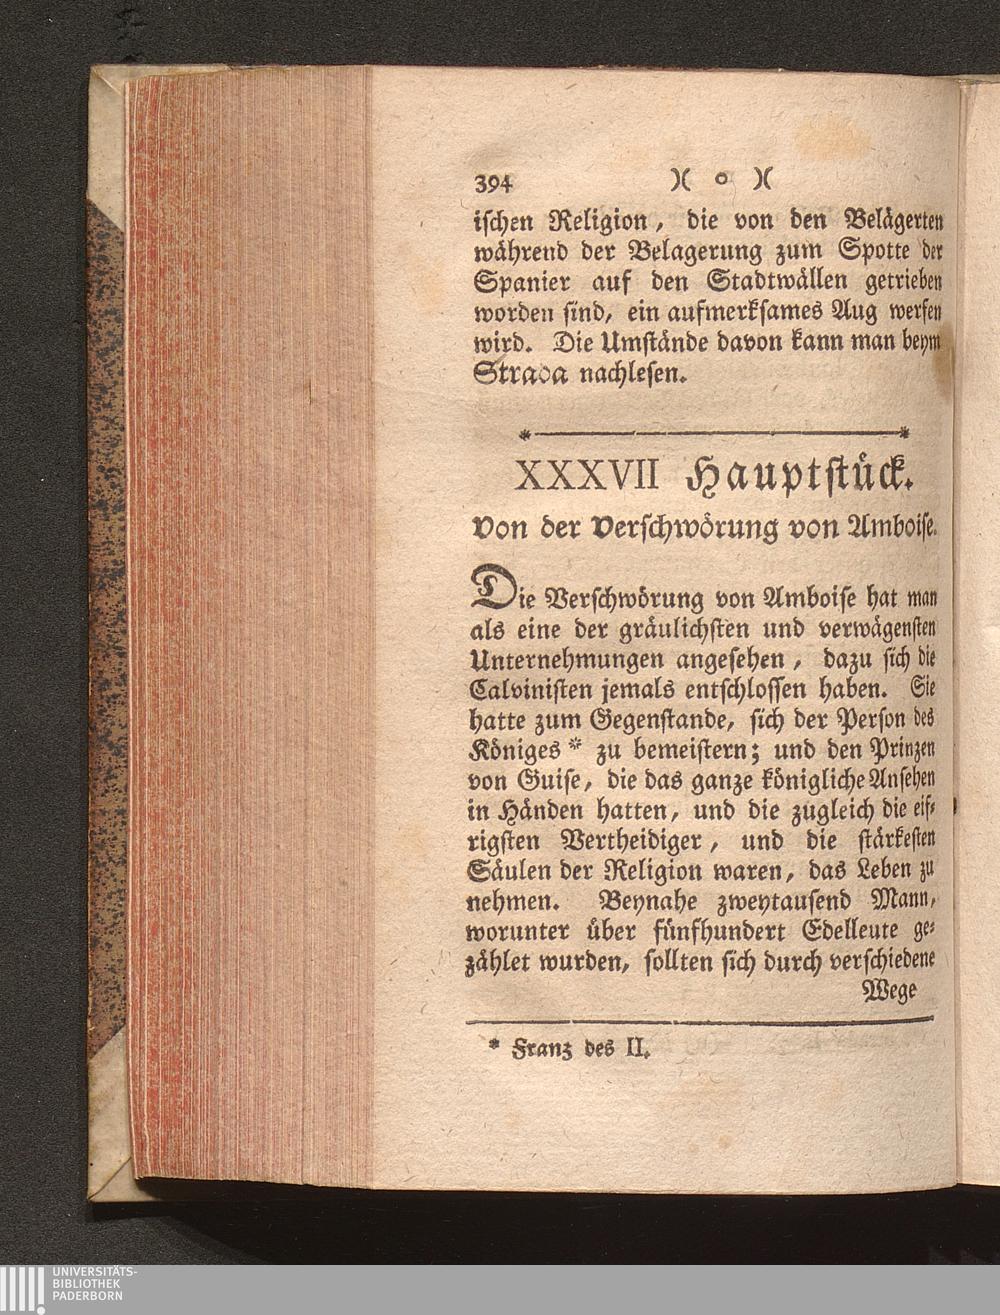 394 )( o )(
ischen Religion, die von den Belägerten
während der Belagerung zum Spotte der
Spanier auf den Stadtwällen getrieben
worden sind, ein aufmerksames Aug werfen
wird. Die Umstände davon kann man beym
Strada nachlesen.
XXXVII Hauptstück.
Von der Verschwörung von Amboise.
Die Verschwörung von Amboise hat man
als eine der gräulichsten und verwägensten
Unternehmungen angesehen, dazu sich die
Calvinisten jemals entschlossen haben. Sie
hatte zum Gegenstande, sich der Person des
Königes * zu bemeistern; und den Prinzen
von Guise, die das ganze königliche Ansehen
in Händen hatten, und die zugleich die eif-
rigsten Vertheidiger, und die stärkesten
Säulen der Religion waren, das Leben zu
nehmen. Beynahe zweytausend Mann,
worunter über fünfhundert Edelleute ge-
zählet wurden, sollten sich durch verschiedene
Wege
* Franz des II.
UNIVERSITÄTS-
BIBLIOTHEK
PADERBORN